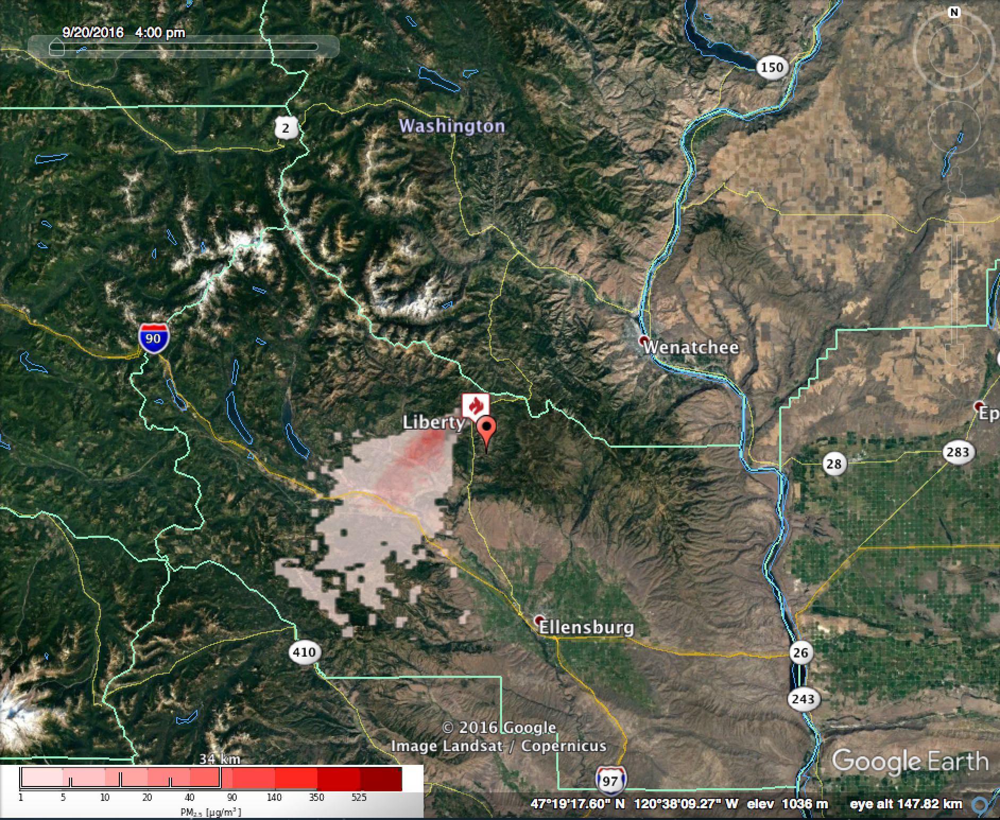 N
9/20/2016 4:00 pm
150
2
Washington
90
Wenatchee
Liberty
Ep
283
28
Ellensburg
410
26
243
© 2016 Google
Image Landsat / Copernicus
34 km
Google Earth
97
1 5 10 20 40 90 140 350 525
PM₂.₅ [µg/m³]
47°19'17.60" N 120°38'09.27" W elev 1036 m eye alt 147.82 km